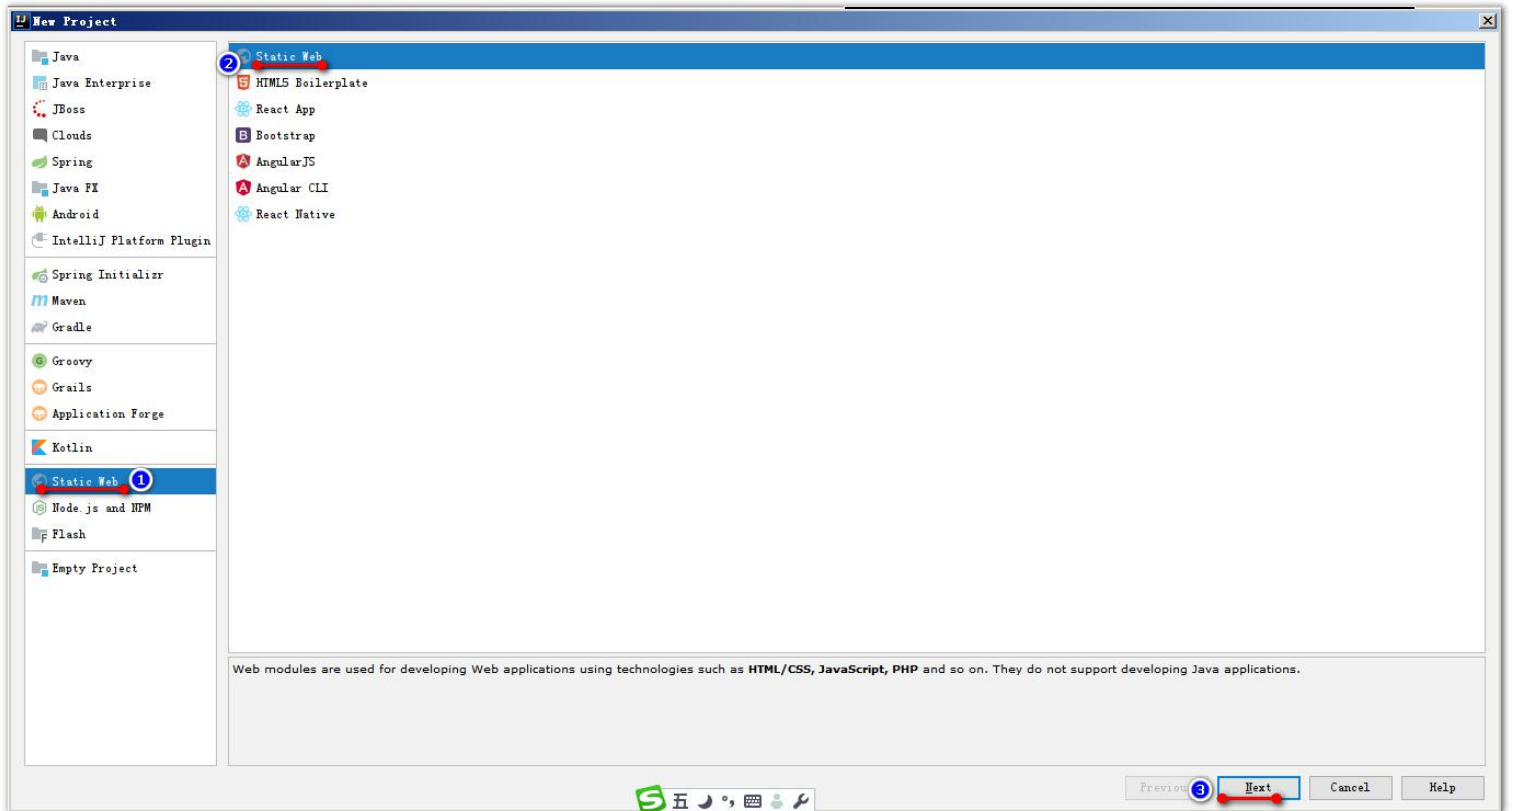 New Project
Java
Java Enterprise
JBoss
Clouds
Spring
Java FX
Android
IntelliJ Platform Plugin
Spring Initializr
Maven
Gradle
Groovy
Grails
Application Forge
Kotlin
Static Web 1
Node.js and NPM
Flash
Empty Project
2 Static Web
HTML5 Boilerplate
React App
Bootstrap
AngularJS
Angular CLI
React Native
Web modules are used for developing Web applications using technologies such as HTML/CSS, JavaScript, PHP and so on. They do not support developing Java applications.
3 Next Cancel Help
五